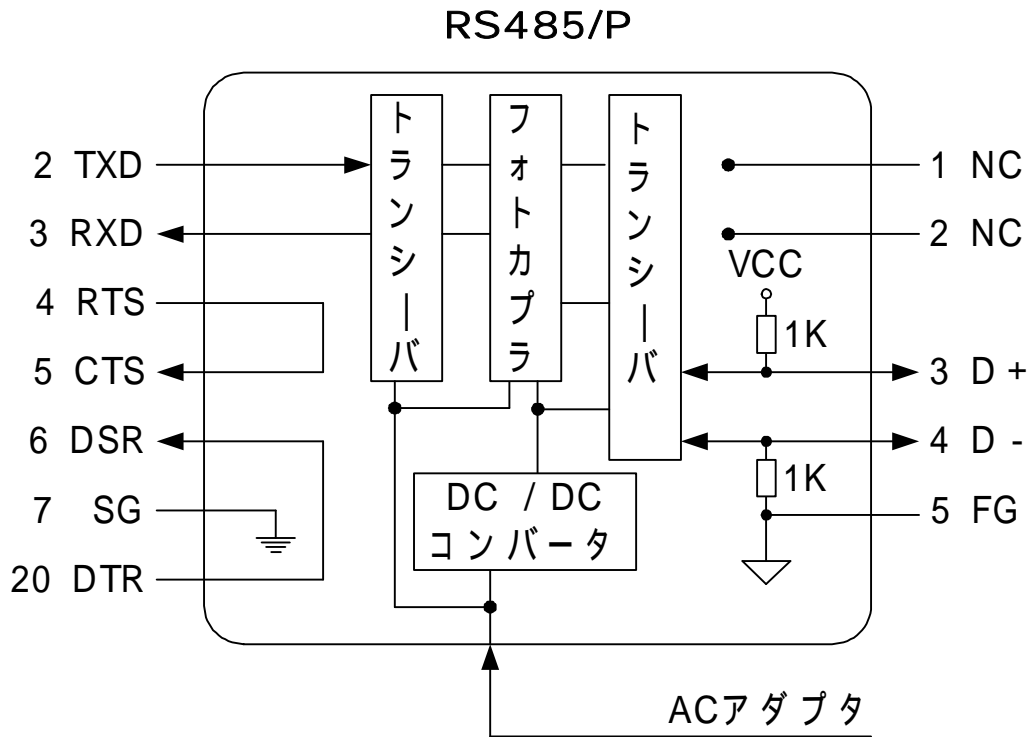 RS485/P
2 TXD
3 RXD
4 RTS
5 CTS
6 DSR
7 SG
20 DTR
トランシーバ
フォトカプラ
トランシーバ
DC / DC
コンバータ
VCC
1K
1K
1 NC
2 NC
3 D +
4 D -
5 FG
ACアダプタ